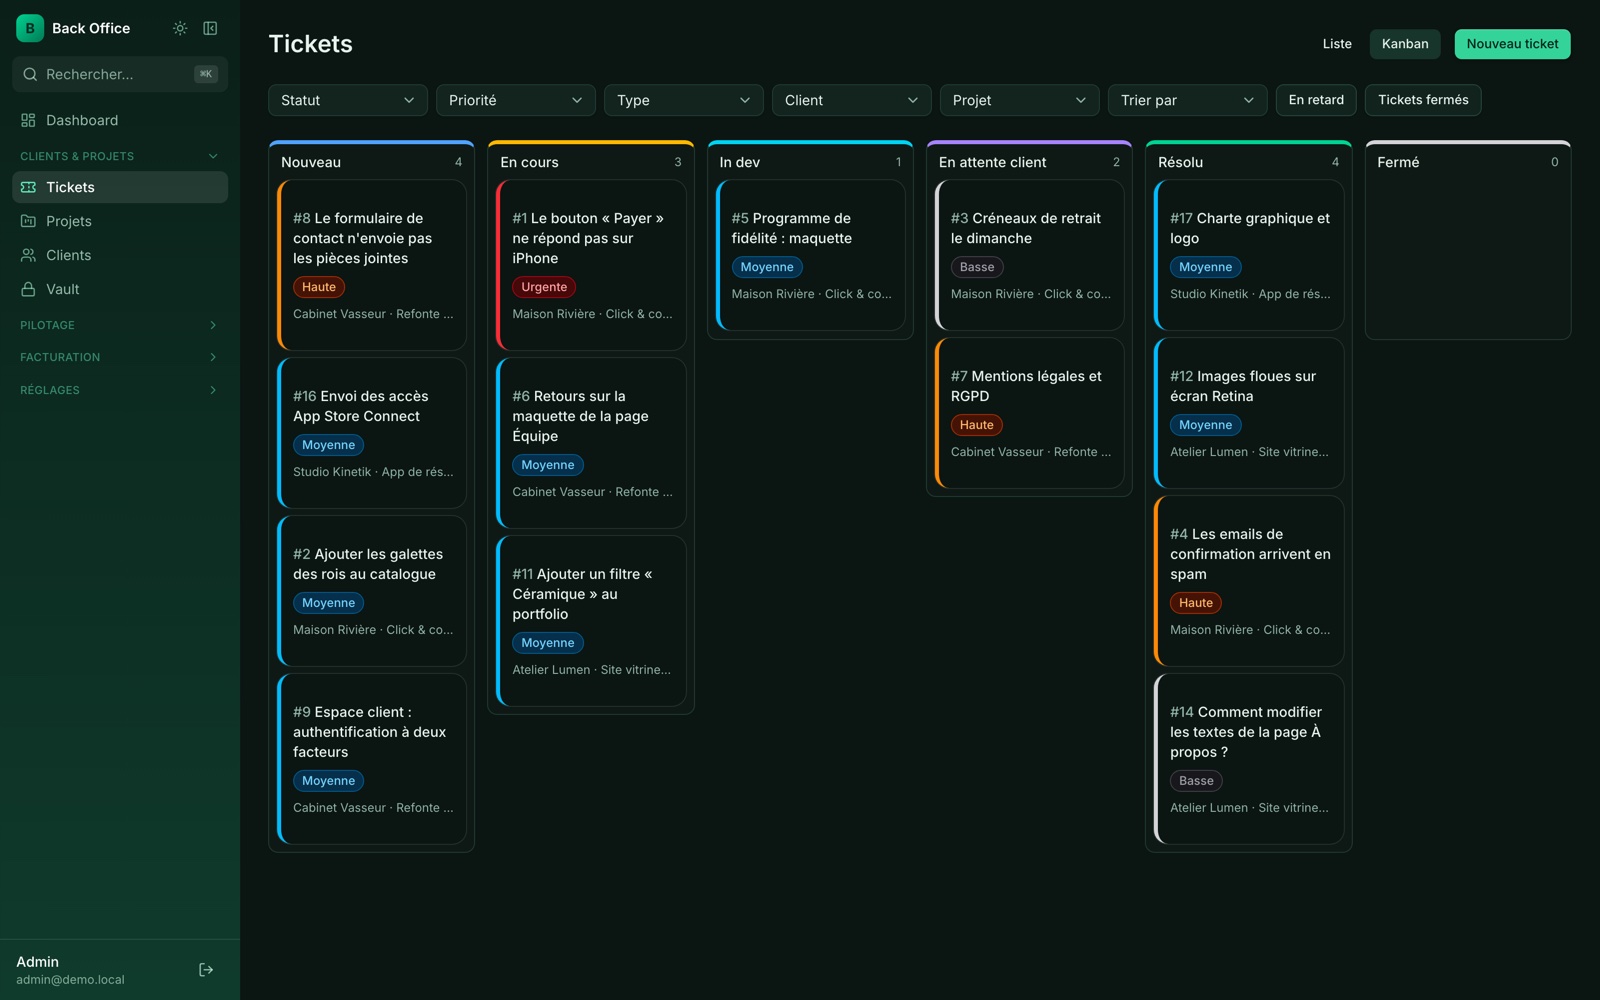 B Back Office
Rechercher... ⌘K
Dashboard
CLIENTS & PROJETS
Tickets
Projets
Clients
Vault
PILOTAGE
FACTURATION
RÉGLAGES
Admin
admin@demo.local
Tickets
Liste
Kanban
Nouveau ticket
Statut
Priorité
Type
Client
Projet
Trier par
En retard
Tickets fermés
Nouveau 4
#8 Le formulaire de
contact n'envoie pas
les pièces jointes
Haute
Cabinet Vasseur · Refonte ...
#16 Envoi des accès
App Store Connect
Moyenne
Studio Kinetik · App de rés...
#2 Ajouter les galettes
des rois au catalogue
Moyenne
Maison Rivière · Click & co...
#9 Espace client :
authentification à deux
facteurs
Moyenne
Cabinet Vasseur · Refonte ...
En cours 3
#1 Le bouton « Payer »
ne répond pas sur
iPhone
Urgente
Maison Rivière · Click & co...
#6 Retours sur la
maquette de la page
Équipe
Moyenne
Cabinet Vasseur · Refonte ...
#11 Ajouter un filtre «
Céramique » au
portfolio
Moyenne
Atelier Lumen · Site vitrine...
In dev 1
#5 Programme de
fidélité : maquette
Moyenne
Maison Rivière · Click & co...
En attente client 2
#3 Créneaux de retrait
le dimanche
Basse
Maison Rivière · Click & co...
#7 Mentions légales et
RGPD
Haute
Cabinet Vasseur · Refonte ...
Résolu 4
#17 Charte graphique et
logo
Moyenne
Studio Kinetik · App de rés...
#12 Images floues sur
écran Retina
Moyenne
Atelier Lumen · Site vitrine...
#4 Les emails de
confirmation arrivent en
spam
Haute
Maison Rivière · Click & co...
#14 Comment modifier
les textes de la page À
propos ?
Basse
Atelier Lumen · Site vitrine...
Fermé 0